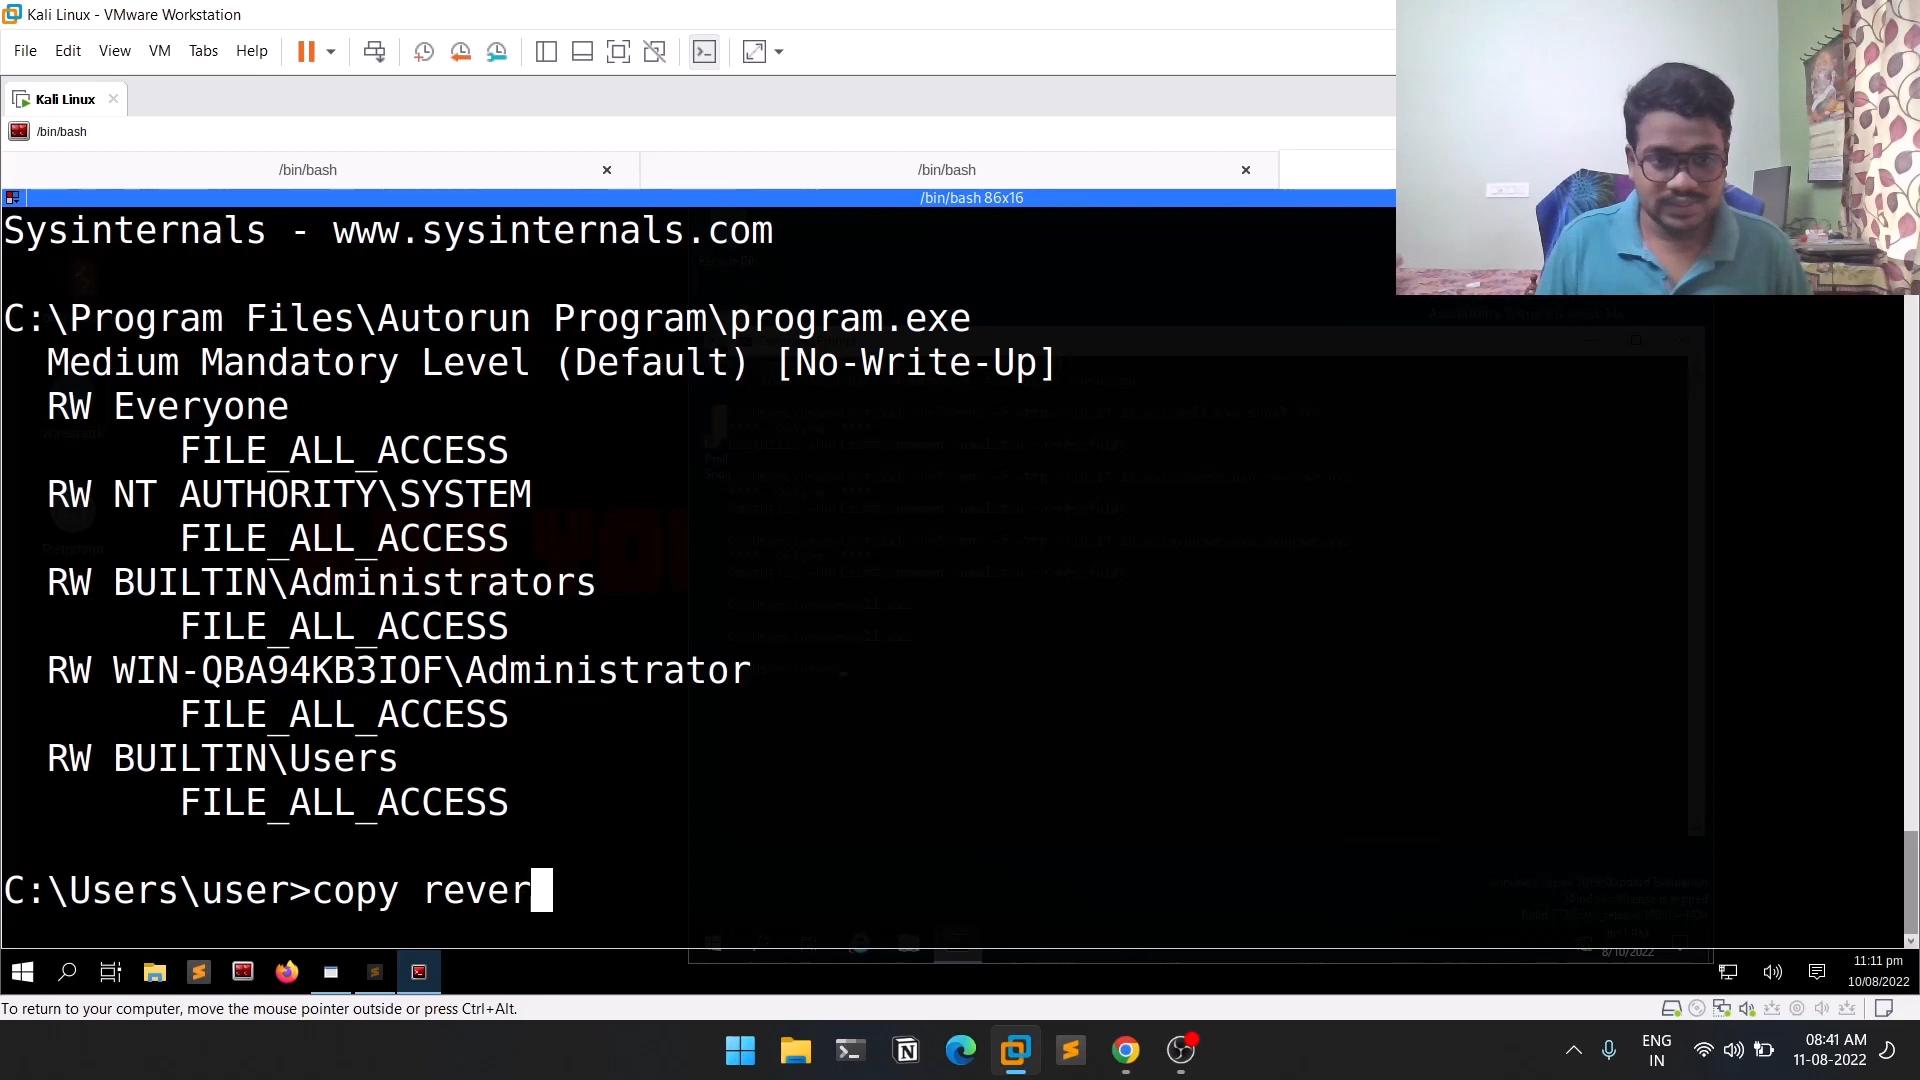 Kali Linux - VMware Workstation
File Edit View VM Tabs Help
Kali Linux
/bin/bash
/bin/bash
/bin/bash
/bin/bash 86x16
Sysinternals - www.sysinternals.com
C:\Program Files\Autorun Program\program.exe
Medium Mandatory Level (Default) [No-Write-Up]
RW Everyone
FILE_ALL_ACCESS
RW NT AUTHORITY\SYSTEM
FILE_ALL_ACCESS
RW BUILTIN\Administrators
FILE_ALL_ACCESS
RW WIN-QBA94KB3IOF\Administrator
FILE_ALL_ACCESS
RW BUILTIN\Users
FILE_ALL_ACCESS
C:\Users\user>copy rever
8/10/2022
11:11 pm
10/08/2022
To return to your computer, move the mouse pointer outside or press Ctrl+Alt.
ENG
IN
08:41 AM
11-08-2022